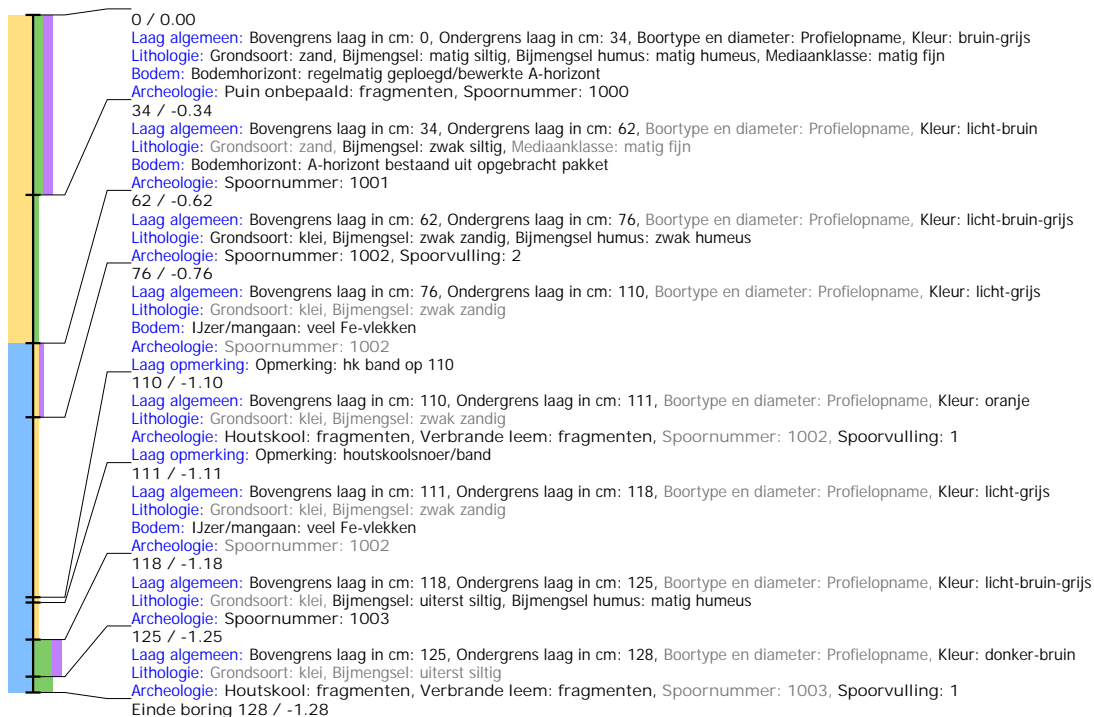 0 / 0.00
Laag algemeen: Bovengrens laag in cm: 0, Ondergrens laag in cm: 34, Boortype en diameter: Profielopname, Kleur: bruin-grijs
Lithologie: Grondsoort: zand, Bijmengsel: matig siltig, Bijmengsel humus: matig humeus, Mediaanklasse: matig fijn
Bodem: Bodemhorizont: regelmatig geploegd/bewerkte A-horizont
Archeologie: Puin onbepaald: fragmenten, Spoornummer: 1000
34 / -0.34
Laag algemeen: Bovengrens laag in cm: 34, Ondergrens laag in cm: 62, Boortype en diameter: Profielopname, Kleur: licht-bruin
Lithologie: Grondsoort: zand, Bijmengsel: zwak siltig, Mediaanklasse: matig fijn
Bodem: Bodemhorizont: A-horizont bestaand uit opgebracht pakket
Archeologie: Spoornummer: 1001
62 / -0.62
Laag algemeen: Bovengrens laag in cm: 62, Ondergrens laag in cm: 76, Boortype en diameter: Profielopname, Kleur: licht-bruin-grijs
Lithologie: Grondsoort: klei, Bijmengsel: zwak zandig, Bijmengsel humus: zwak humeus
Archeologie: Spoornummer: 1002, Spoorvulling: 2
76 / -0.76
Laag algemeen: Bovengrens laag in cm: 76, Ondergrens laag in cm: 110, Boortype en diameter: Profielopname, Kleur: licht-grijs
Lithologie: Grondsoort: klei, Bijmengsel: zwak zandig
Bodem: IJzer/mangaan: veel Fe-vlekken
Archeologie: Spoornummer: 1002
Laag opmerking: Opmerking: hk band op 110
110 / -1.10
Laag algemeen: Bovengrens laag in cm: 110, Ondergrens laag in cm: 111, Boortype en diameter: Profielopname, Kleur: oranje
Lithologie: Grondsoort: klei, Bijmengsel: zwak zandig
Archeologie: Houtskool: fragmenten, Verbrande leem: fragmenten, Spoornummer: 1002, Spoorvulling: 1
Laag opmerking: Opmerking: houtskoolsnoer/band
111 / -1.11
Laag algemeen: Bovengrens laag in cm: 111, Ondergrens laag in cm: 118, Boortype en diameter: Profielopname, Kleur: licht-grijs
Lithologie: Grondsoort: klei, Bijmengsel: zwak zandig
Bodem: IJzer/mangaan: veel Fe-vlekken
Archeologie: Spoornummer: 1002
118 / -1.18
Laag algemeen: Bovengrens laag in cm: 118, Ondergrens laag in cm: 125, Boortype en diameter: Profielopname, Kleur: licht-bruin-grijs
Lithologie: Grondsoort: klei, Bijmengsel: uiterst siltig, Bijmengsel humus: matig humeus
Archeologie: Spoornummer: 1003
125 / -1.25
Laag algemeen: Bovengrens laag in cm: 125, Ondergrens laag in cm: 128, Boortype en diameter: Profielopname, Kleur: donker-bruin
Lithologie: Grondsoort: klei, Bijmengsel: uiterst siltig
Archeologie: Houtskool: fragmenten, Verbrande leem: fragmenten, Spoornummer: 1003, Spoorvulling: 1
Einde boring 128 / -1.28